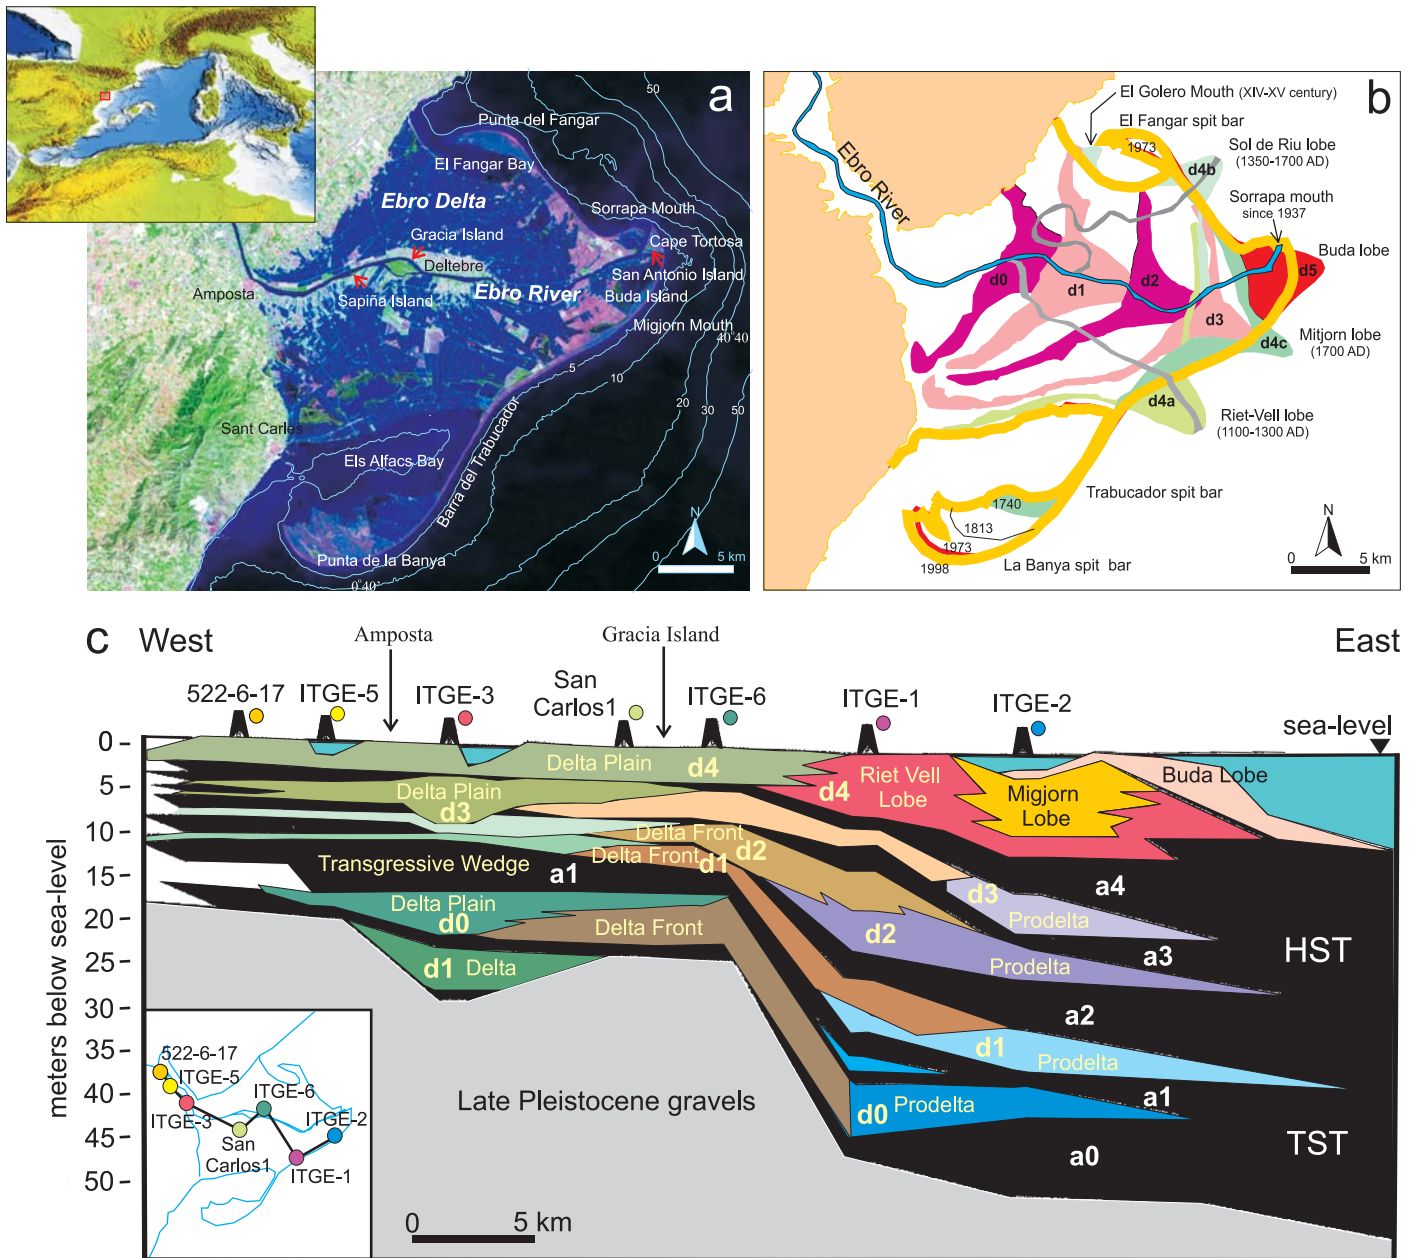 a
50
Punta del Fangar
El Fangar Bay
Ebro Delta
Sorrapa Mouth
Gracia Island
Cape Tortosa
Deltebre
San Antonio Island
Amposta
Sapiña Island
Ebro River
Buda Island
Migjorn Mouth
40°40'
5
10
20
30
50
Sant Carles
Barra del Trabucador
Els Alfacs Bay
Punta de la Banya
0°40'
N
0
5 km
b
El Golero Mouth (XIV-XV century)
El Fangar spit bar
1973
Sol de Riu lobe
(1350-1700 AD)
d4b
Ebro River
Sorrapa mouth
since 1937
Buda lobe
d5
d0
d1
d2
d3
d4c
Mitjorn lobe
(1700 AD)
d4a
Riet-Vell lobe
(1100-1300 AD)
Trabucador spit bar
1740
1813
1973
1998
La Banya spit bar
N
0
5 km
c
West
Amposta
Gracia Island
East
522-6-17
ITGE-5
ITGE-3
San
Carlos1
ITGE-6
ITGE-1
ITGE-2
sea-level
meters below sea-level
0
5
10
15
20
25
30
35
40
45
50
Delta Plain
d4
Riet Vell
Lobe
d4
Migjorn
Lobe
Buda Lobe
Delta Plain
d3
Delta Front
d2
Delta Front
d1
Transgressive Wedge
a1
a4
Delta Plain
d0
Delta Front
d3
Prodelta
d2
Prodelta
a3
HST
d1
Delta
a2
d1
Prodelta
a1
d0
Prodelta
a0
TST
Late Pleistocene gravels
522-6-17
ITGE-5
ITGE-6
ITGE-3
ITGE-2
San
Carlos1
ITGE-1
0
5 km